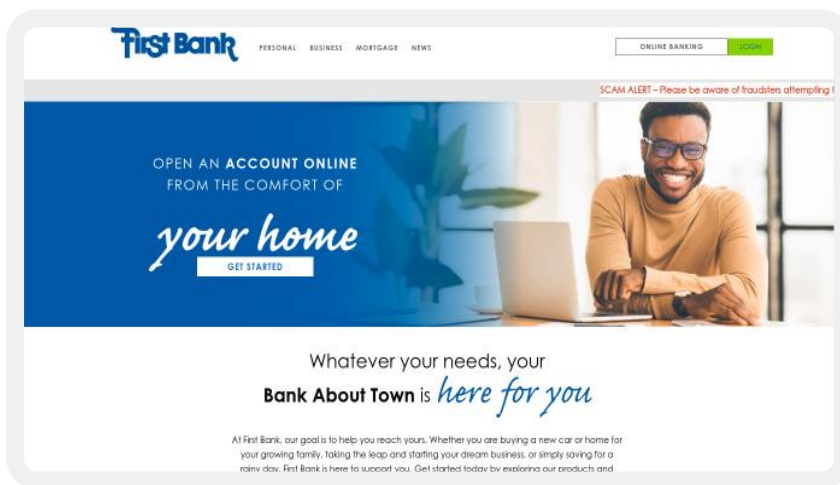 First Bank
PERSONAL BUSINESS MORTGAGE NEWS
ONLINE BANKING LOGIN
SCAM ALERT – Please be aware of fraudsters attempting
OPEN AN ACCOUNT ONLINE
FROM THE COMFORT OF
your home
GET STARTED
Whatever your needs, your
Bank About Town is here for you
At First Bank, our goal is to help you reach yours. Whether you are buying a new car or home for
your growing family, taking the leap and starting your dream business, or simply saving for a
rainy day, First Bank is here to support you. Get started today by exploring our products and